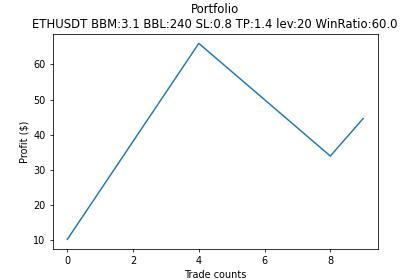 Portfolio
ETHUSDT BBM:3.1 BBL:240 SL:0.8 TP:1.4 lev:20 WinRatio:60.0
Profit ($)
60
50
40
30
20
10
0
2
4
6
8
Trade counts